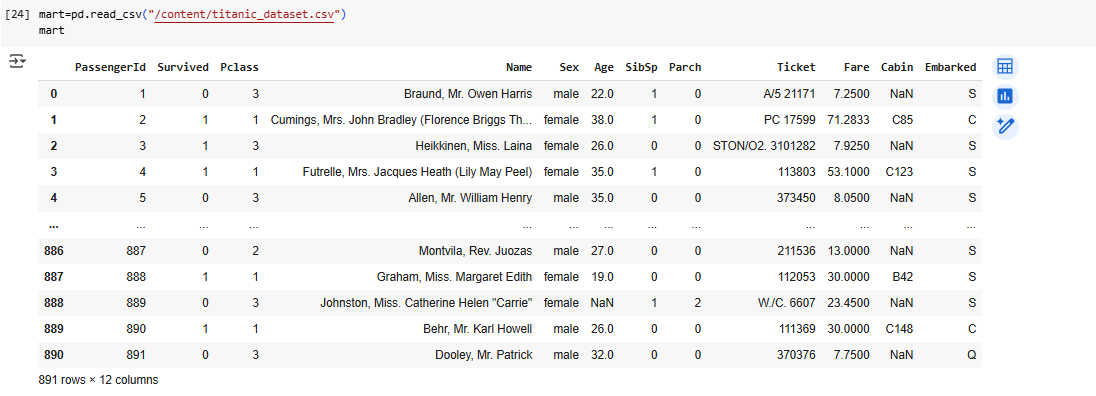 [24] mart=pd.read_csv("/content/titanic_dataset.csv")
mart
PassengerId Survived Pclass Name Sex Age SibSp Parch Ticket Fare Cabin Embarked
0 1 0 3 Braund, Mr. Owen Harris male 22.0 1 0 A/5 21171 7.2500 NaN S
1 2 1 1 Cumings, Mrs. John Bradley (Florence Briggs Th... female 38.0 1 0 PC 17599 71.2833 C85 C
2 3 1 3 Heikkinen, Miss. Laina female 26.0 0 0 STON/O2. 3101282 7.9250 NaN S
3 4 1 1 Futrelle, Mrs. Jacques Heath (Lily May Peel) female 35.0 1 0 113803 53.1000 C123 S
4 5 0 3 Allen, Mr. William Henry male 35.0 0 0 373450 8.0500 NaN S
... ... ... ... ... ... ... ... ... ... ... ... ...
886 887 0 2 Montvila, Rev. Juozas male 27.0 0 0 211536 13.0000 NaN S
887 888 1 1 Graham, Miss. Margaret Edith female 19.0 0 0 112053 30.0000 B42 S
888 889 0 3 Johnston, Miss. Catherine Helen "Carrie" female NaN 1 2 W./C. 6607 23.4500 NaN S
889 890 1 1 Behr, Mr. Karl Howell male 26.0 0 0 111369 30.0000 C148 C
890 891 0 3 Dooley, Mr. Patrick male 32.0 0 0 370376 7.7500 NaN Q
891 rows × 12 columns